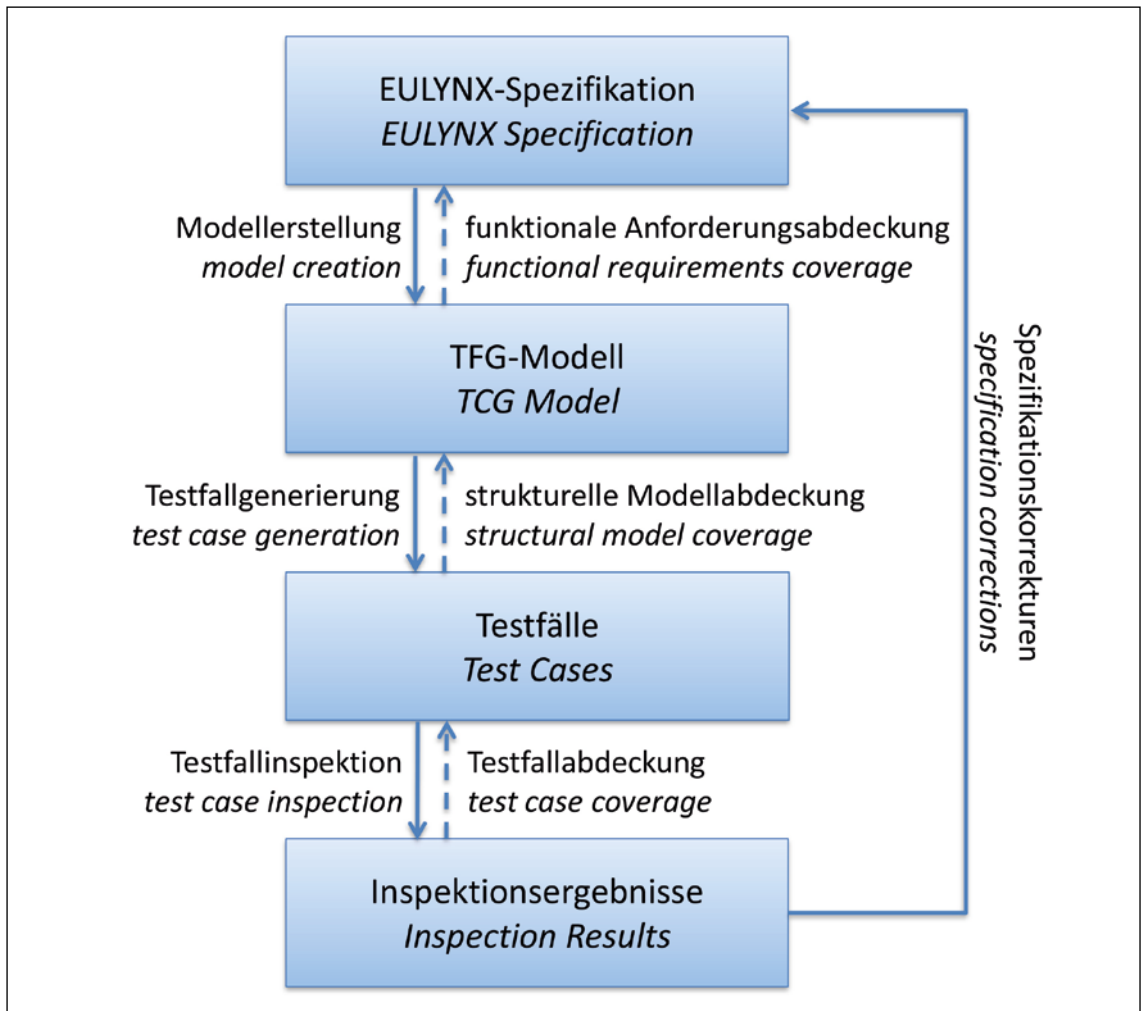 EULYNX-Spezifikation
EULYNX Specification
Modellerstellung
model creation
funktionale Anforderungsabdeckung
functional requirements coverage
TFG-Modell
TCG Model
Testfallgenerierung
test case generation
strukturelle Modellabdeckung
structural model coverage
Testfälle
Test Cases
Testfallinspektion
test case inspection
Testfallabdeckung
test case coverage
Inspektionsergebnisse
Inspection Results
Spezifikationskorrekturen
specification corrections